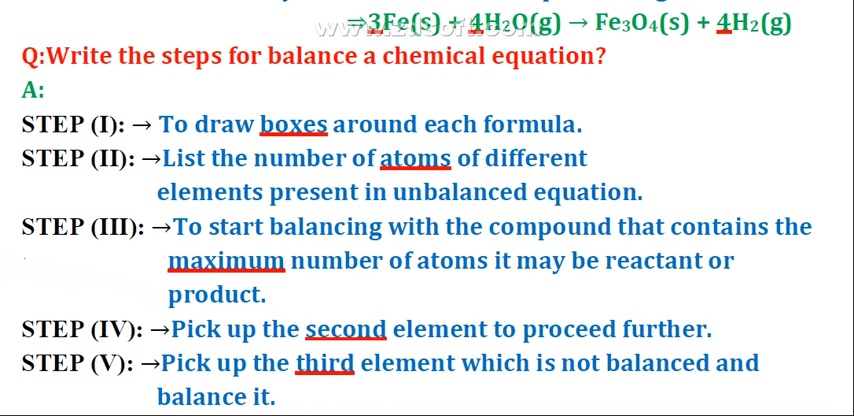 ⇒3Fe(s) + 4H₂O(g) → Fe₃O₄(s) + 4H₂(g)
Q:Write the steps for balance a chemical equation?
A:
STEP (I): → To draw boxes around each formula.
STEP (II): →List the number of atoms of different
elements present in unbalanced equation.
STEP (III): →To start balancing with the compound that contains the
maximum number of atoms it may be reactant or
product.
STEP (IV): →Pick up the second element to proceed further.
STEP (V): →Pick up the third element which is not balanced and
balance it.